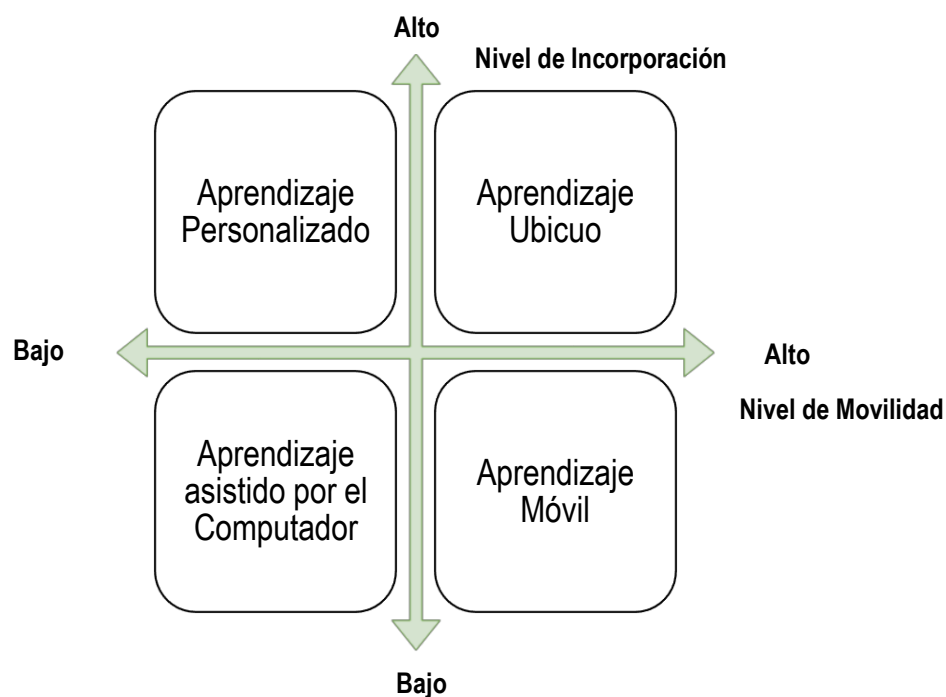 Alto
Nivel de Incorporación
Aprendizaje
Personalizado
Aprendizaje
Ubicuo
Bajo
Alto
Nivel de Movilidad
Aprendizaje
asistido por el
Computador
Aprendizaje
Móvil
Bajo